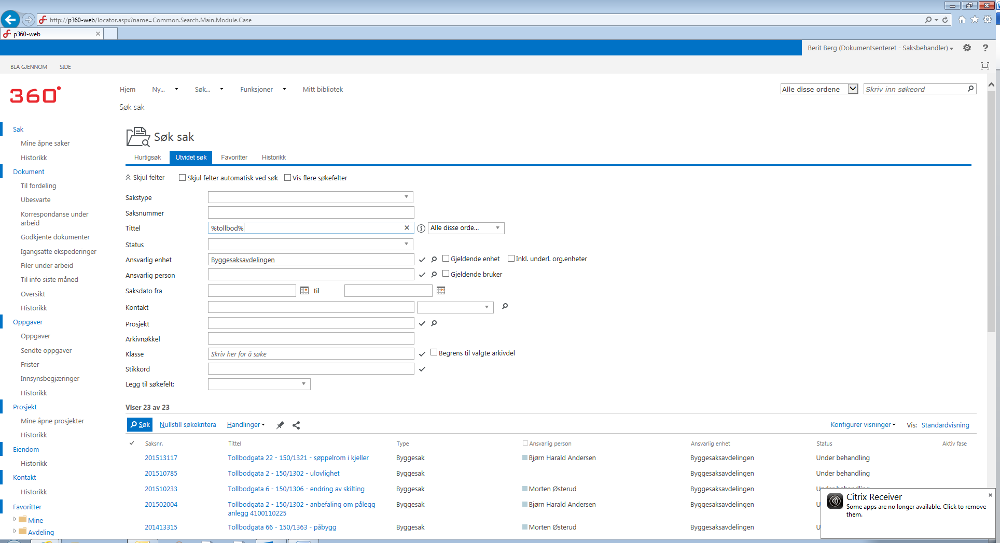 http://p360-web/locator.aspx?name=Common.Search.Main.Module.Case
p360-web
Berit Berg (Dokumentsenteret - Saksbehandler)
?
BLA GJENNOM SIDE
360°
Hjem Ny... Søk... Funksjoner Mitt bibliotek
Alle disse ordene Skriv inn søkeord
Søk sak
Sak
Mine åpne saker
Historikk
Dokument
Til fordeling
Ubesvarte
Korrespondanse under
arbeid
Godkjente dokumenter
Igangsatte ekspederinger
Filer under arbeid
Til info siste måned
Oversikt
Historikk
Oppgaver
Oppgaver
Sendte oppgaver
Frister
Innsynsbegjæringer
Historikk
Prosjekt
Mine åpne prosjekter
Historikk
Eiendom
Historikk
Kontakt
Historikk
Favoritter
Mine
Avdeling
Søk sak
Hurtigsøk Utvidet søk Favoritter Historikk
Skjul felter Skjul felter automatisk ved søk Vis flere søkefelter
Sakstype
Saksnummer
Tittel %tollbod% Alle disse orde...
Status
Ansvarlig enhet Byggesaksavdelingen Gjeldende enhet Inkl. underl. org.enheter
Ansvarlig person Gjeldende bruker
Saksdato fra til
Kontakt
Prosjekt
Arkivnøkkel
Klasse Skriv her for å søke Begrens til valgte arkivdel
Stikkord
Legg til søkefelt:
Viser 23 av 23
Søk Nullstill søkekritera Handlinger Konfigurer visninger Vis: Standardvisning
Saksnr. Tittel Type Ansvarlig person Ansvarlig enhet Status Aktiv fase
201513117 Tollbodgata 22 - 150/1321 - søppelrom i kjeller Byggesak Bjørn Harald Andersen Byggesaksavdelingen Under behandling
201510785 Tollbodgata 2 - 150/1302 - ulovlighet Byggesak Byggesaksavdelingen Under behandling
201510233 Tollbodgata 6 - 150/1306 - endring av skilting Byggesak Morten Østerud Byggesaksavdelingen Under behandling
201502004 Tollbodgata 2 - 150/1302 - anbefaling om pålegg Byggesak Bjørn Harald Andersen Byggesaksavdelingen
anlegg 4100110225
201413315 Tollbodgata 66 - 150/1363 - påbygg Byggesak Morten Østerud Byggesaksavdelingen
Citrix Receiver
Some apps are no longer available. Click to remove
them.